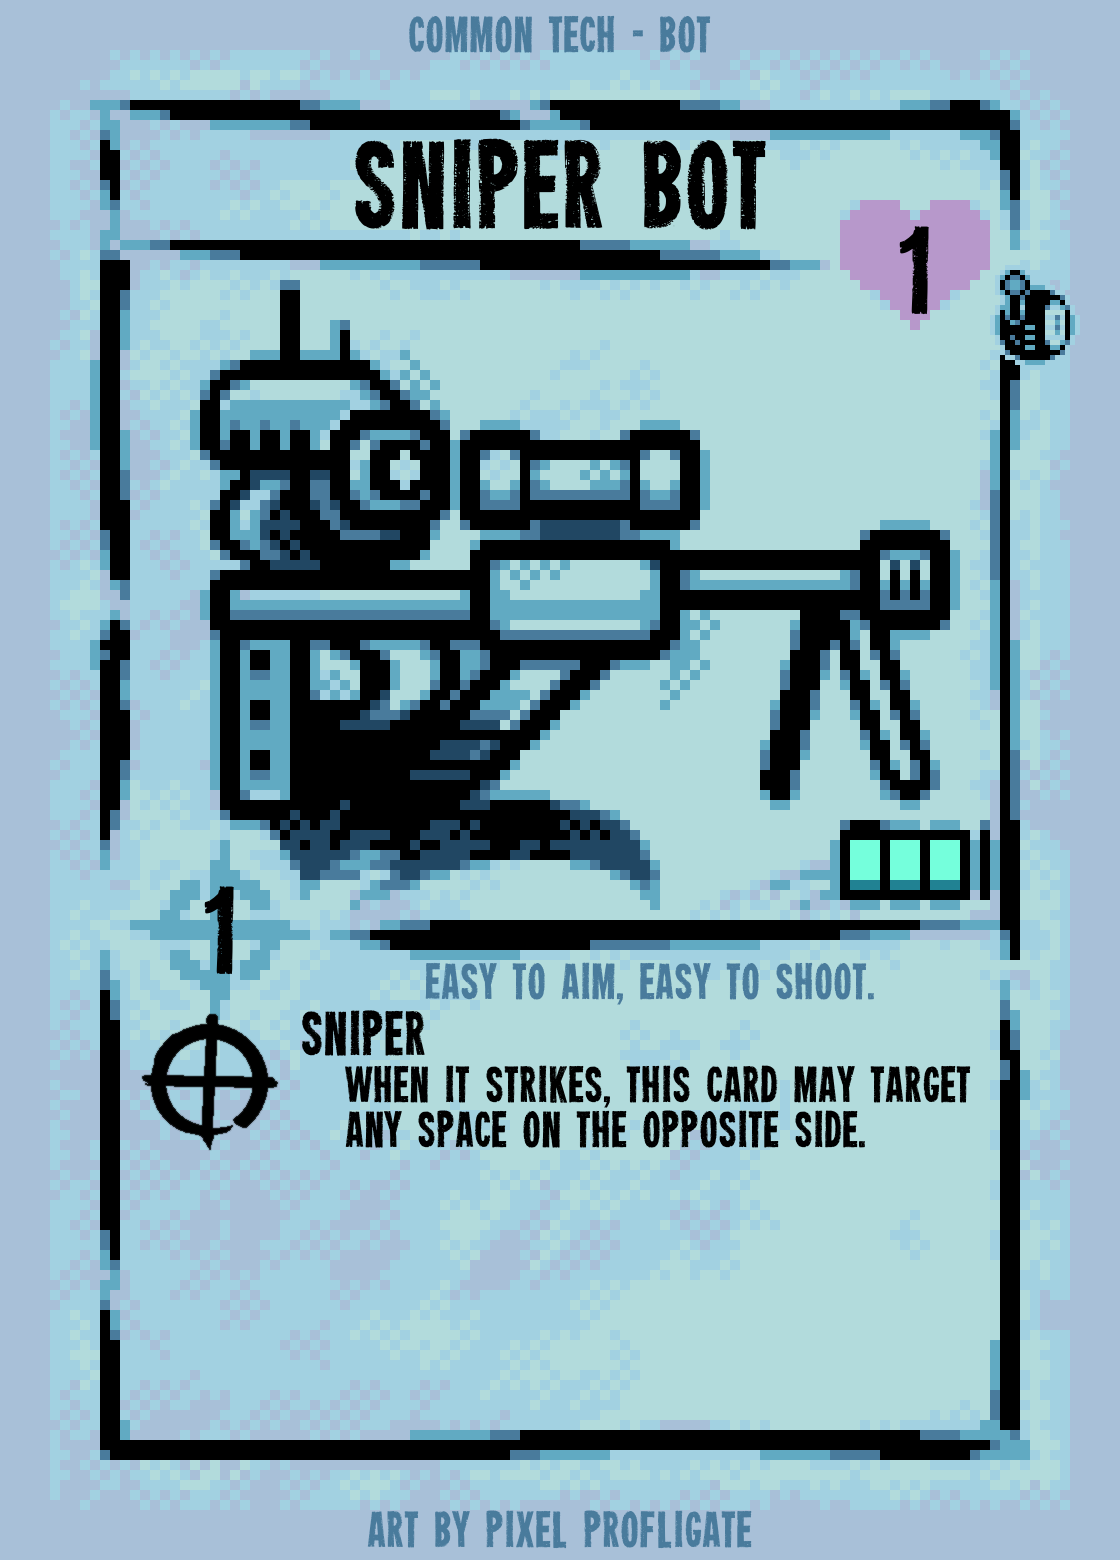 COMMON TECH - BOT
SNIPER BOT
1
1
EASY TO AIM, EASY TO SHOOT.
SNIPER
WHEN IT STRIKES, THIS CARD MAY TARGET
ANY SPACE ON THE OPPOSITE SIDE.
ART BY PIXEL PROFLIGATE